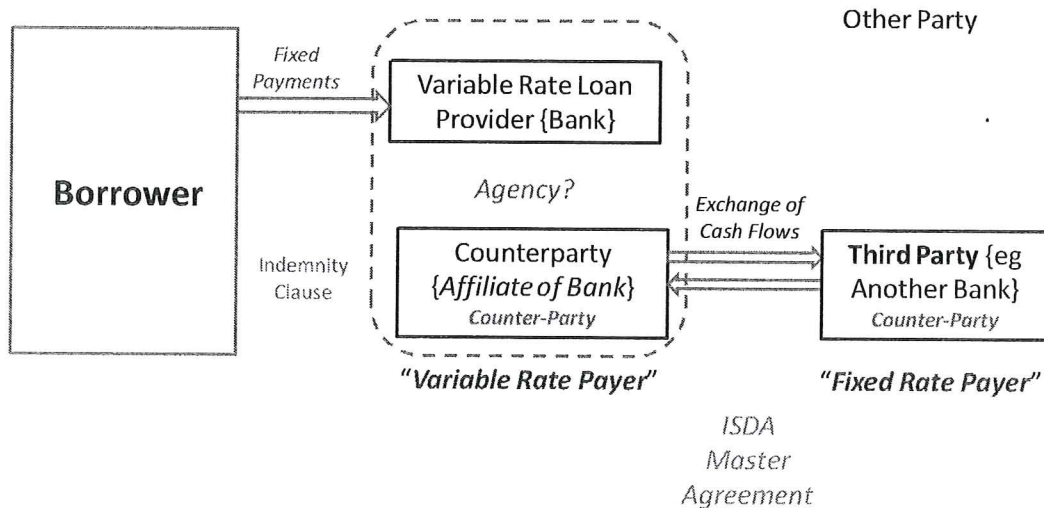 Other Party
Fixed
Payments
Variable Rate Loan
Provider {Bank}
Borrower
Agency?
Exchange of
Cash Flows
Indemnity
Clause
Counterparty
{Affiliate of Bank}
Counter-Party
Third Party {eg
Another Bank}
Counter-Party
"Variable Rate Payer"
"Fixed Rate Payer"
ISDA
Master
Agreement